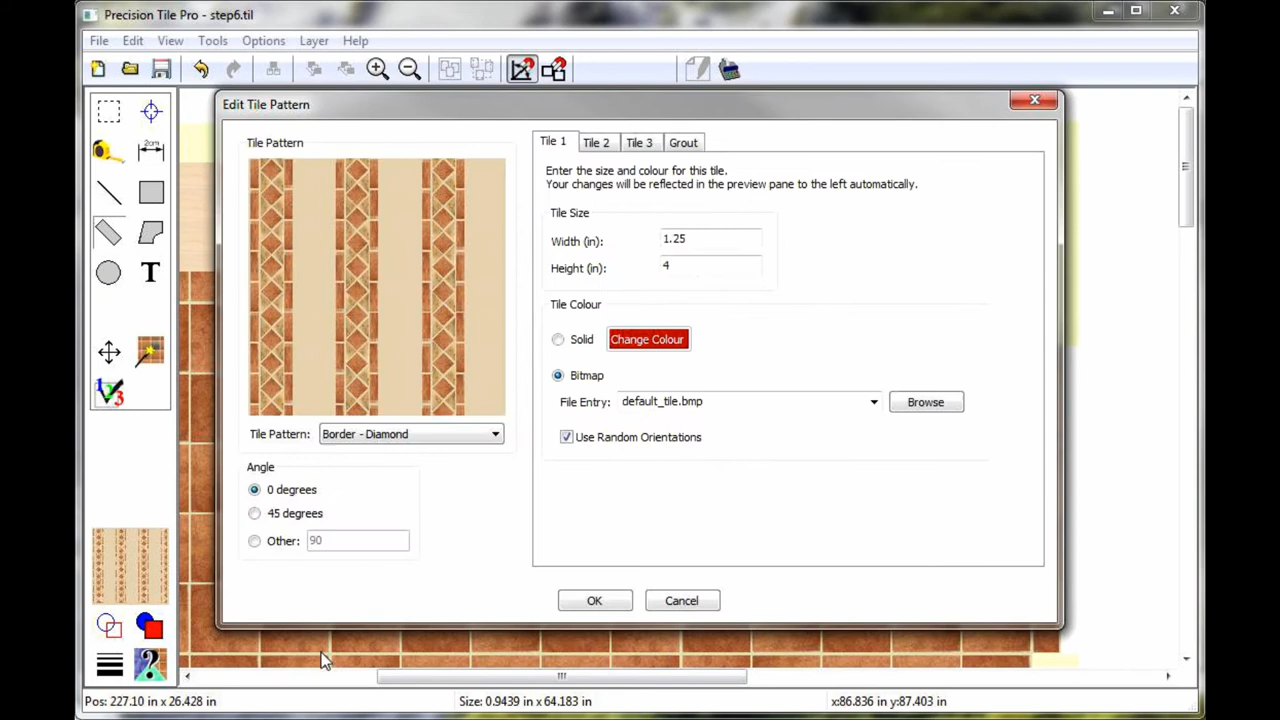 Precision Tile Pro - step6.til
File Edit View Tools Options Layer Help
2cm
T
1 2 3
?
Edit Tile Pattern
Tile Pattern
Tile Pattern: Border - Diamond
Angle
0 degrees
45 degrees
Other: 90
Tile 1 Tile 2 Tile 3 Grout
Enter the size and colour for this tile.
Your changes will be reflected in the preview pane to the left automatically.
Tile Size
Width (in): 1.25
Height (in): 4
Tile Colour
Solid Change Colour
Bitmap
File Entry: default_tile.bmp Browse
Use Random Orientations
OK Cancel
Pos: 227.10 in x 26.428 in Size: 0.9439 in x 64.183 in x:86.836 in y:87.403 in